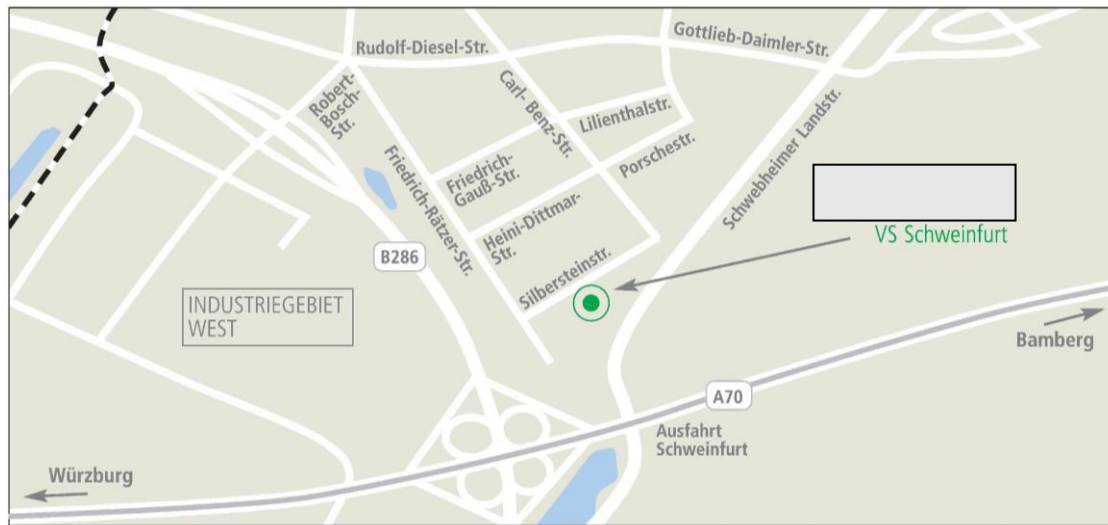 Gottlieb-Daimler-Str.
Rudolf-Diesel-Str.
Robert-
Bosch-
Str.
Carl- Benz-Str.
Lilienthalstr.
Porschestr.
Schwebheimer Landstr.
Friedrich-
Gauß-Str.
Friedrich-Rätzer-Str.
Heini-Dittmar-
Str.
VS Schweinfurt
B286
Silbersteinstr.
INDUSTRIEGEBIET
WEST
Bamberg
A70
Ausfahrt
Schweinfurt
Würzburg